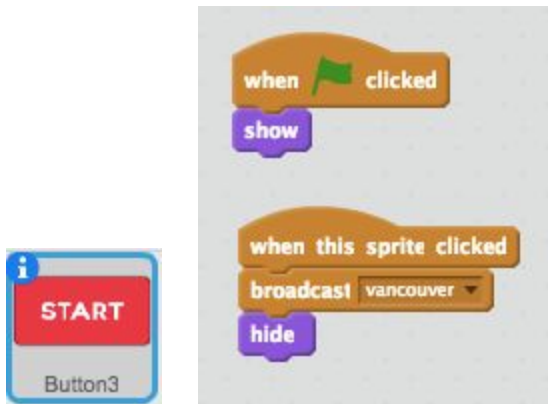 when clicked
show
when this sprite clicked
broadcast vancouver
hide
i
START
Button3